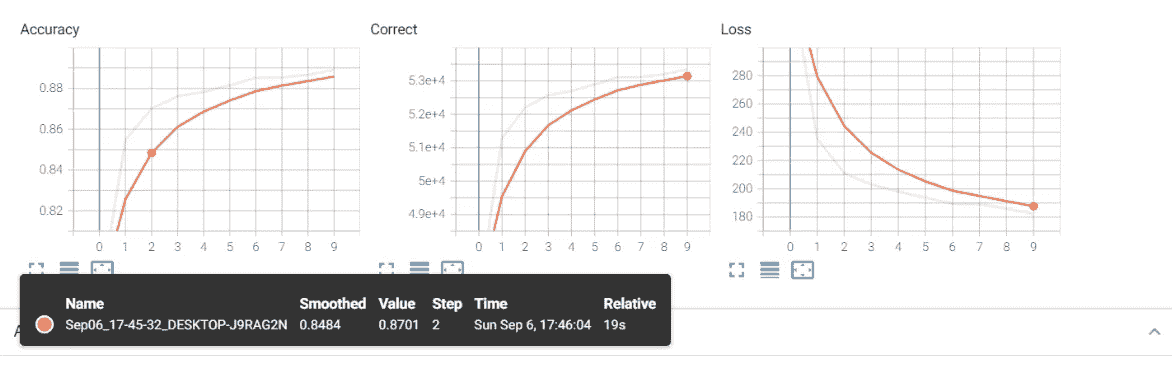 Accuracy
0.88
0.86
0.84
0.82
0 1 2 3 4 5 6 7 8 9
Correct
5.3e+4
5.2e+4
5.1e+4
5e+4
4.9e+4
0 1 2 3 4 5 6 7 8 9
Loss
280
260
240
220
200
180
0 1 2 3 4 5 6 7 8 9
Name Smoothed Value Step Time Relative
Sep06_17-45-32_DESKTOP-J9RAG2N 0.8484 0.8701 2 Sun Sep 6, 17:46:04 19s